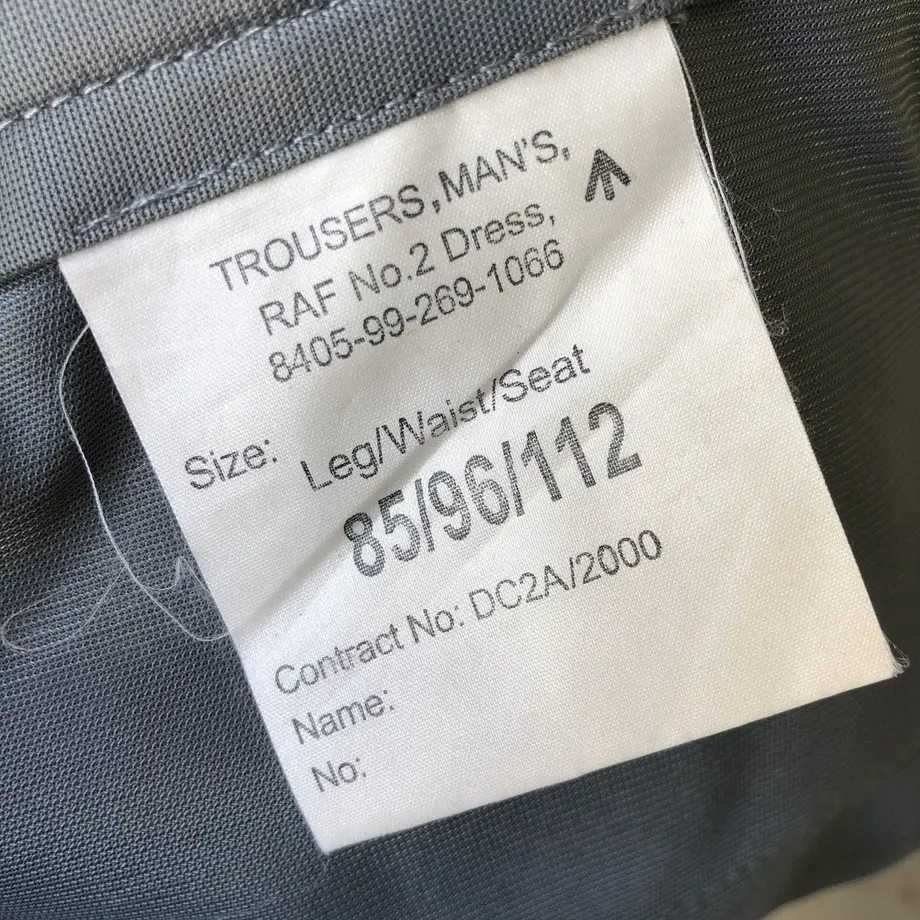 TROUSERS,MAN'S,
RAF No.2 Dress,
8405-99-269-1066
Size: Leg/Waist/Seat
85/96/112
Contract No: DC2A/2000
Name:
No: